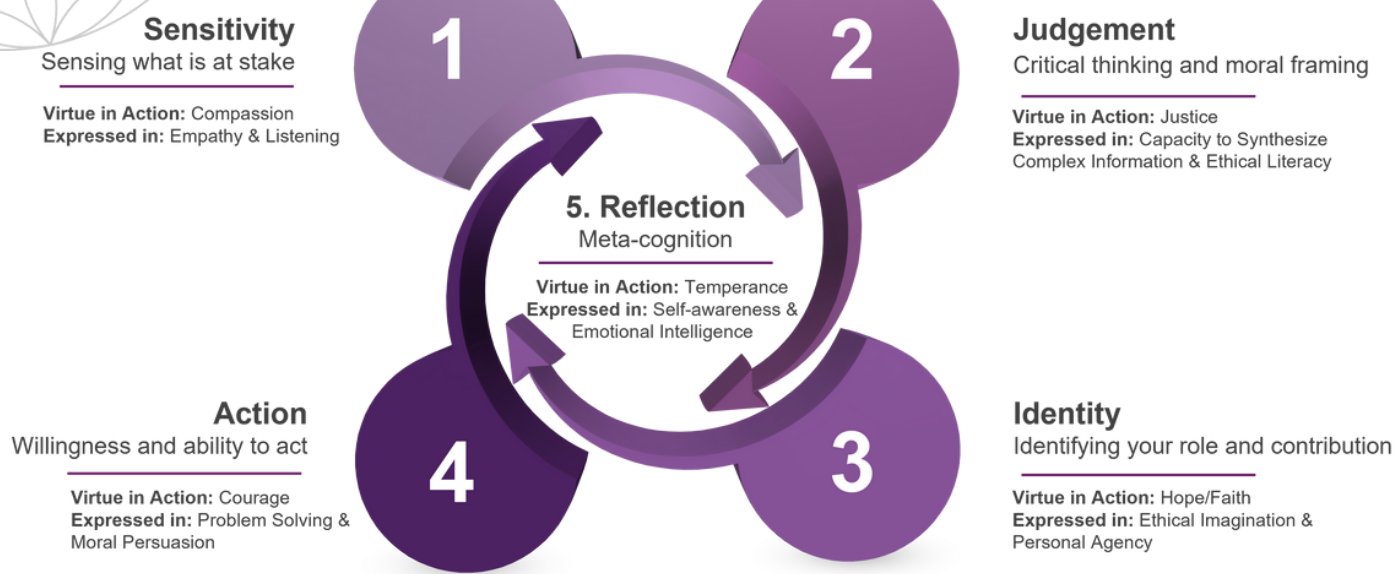 Sensitivity
Sensing what is at stake
Virtue in Action: Compassion
Expressed in: Empathy & Listening
1
2
Judgement
Critical thinking and moral framing
Virtue in Action: Justice
Expressed in: Capacity to Synthesize
Complex Information & Ethical Literacy
5. Reflection
Meta-cognition
Virtue in Action: Temperance
Expressed in: Self-awareness &
Emotional Intelligence
Action
Willingness and ability to act
Virtue in Action: Courage
Expressed in: Problem Solving &
Moral Persuasion
4
3
Identity
Identifying your role and contribution
Virtue in Action: Hope/Faith
Expressed in: Ethical Imagination &
Personal Agency